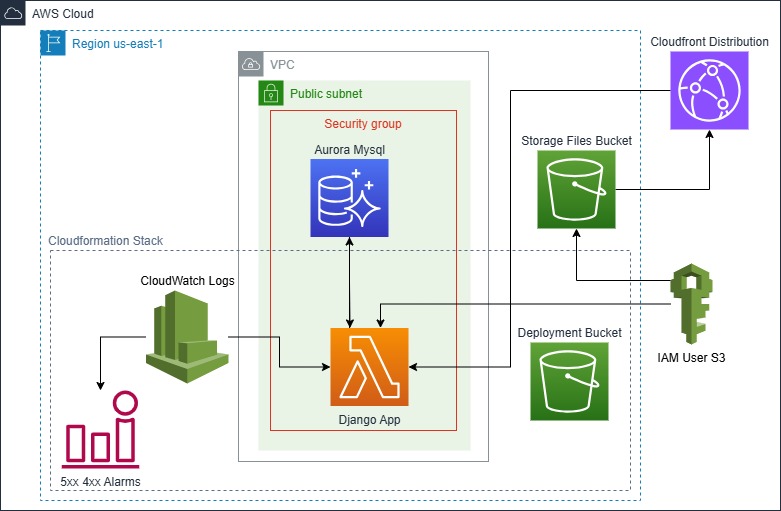 AWS Cloud
Region us-east-1
Cloudfront Distribution
VPC
Public subnet
Security group
Storage Files Bucket
Aurora Mysql
Cloudformation Stack
CloudWatch Logs
Deployment Bucket
IAM User S3
Django App
5xx 4xx Alarms